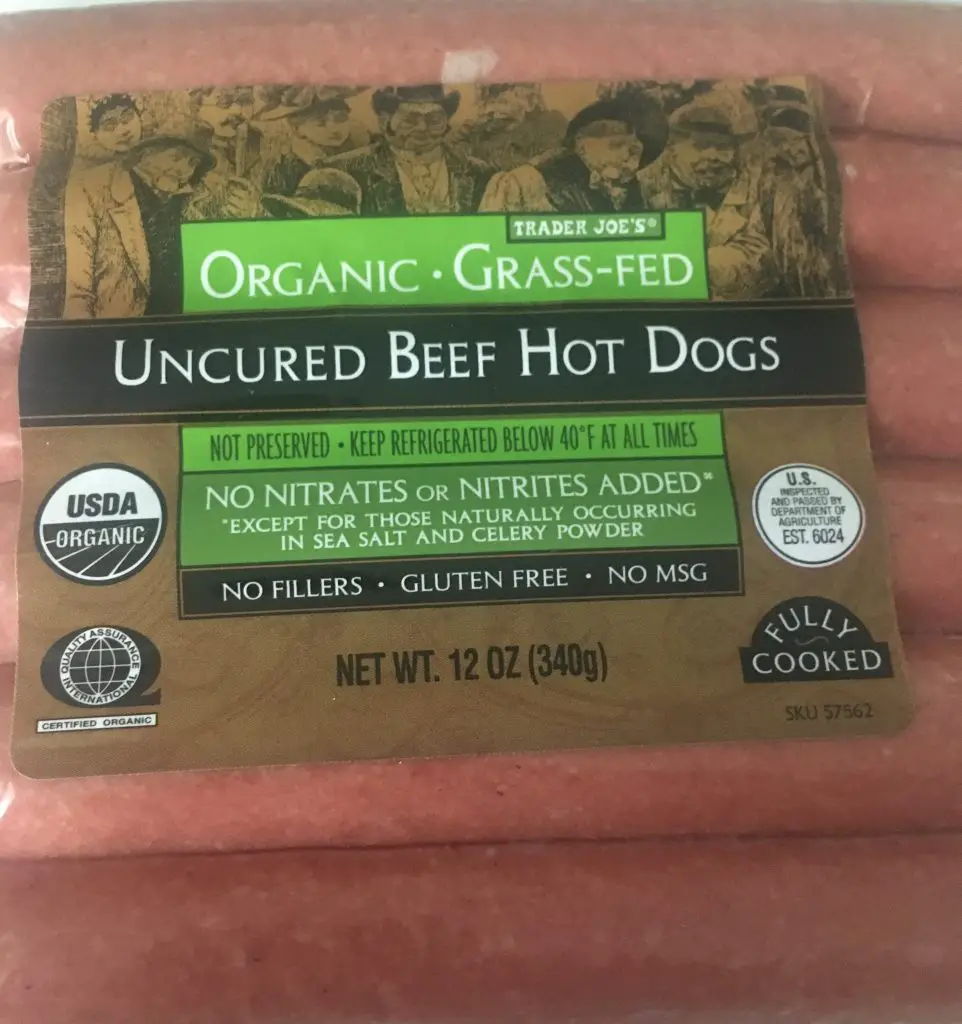 TRADER JOE'S®
ORGANIC · GRASS-FED
UNCURED BEEF HOT DOGS
NOT PRESERVED · KEEP REFRIGERATED BELOW 40°F AT ALL TIMES
USDA
ORGANIC
NO NITRATES OR NITRITES ADDED*
*EXCEPT FOR THOSE NATURALLY OCCURRING
IN SEA SALT AND CELERY POWDER
U.S.
INSPECTED
AND PASSED BY
DEPARTMENT OF
AGRICULTURE
EST. 6024
NO FILLERS · GLUTEN FREE · NO MSG
QUALITY ASSURANCE
INTERNATIONAL
CERTIFIED ORGANIC
NET WT. 12 OZ (340g)
FULLY
COOKED
SKU 57562